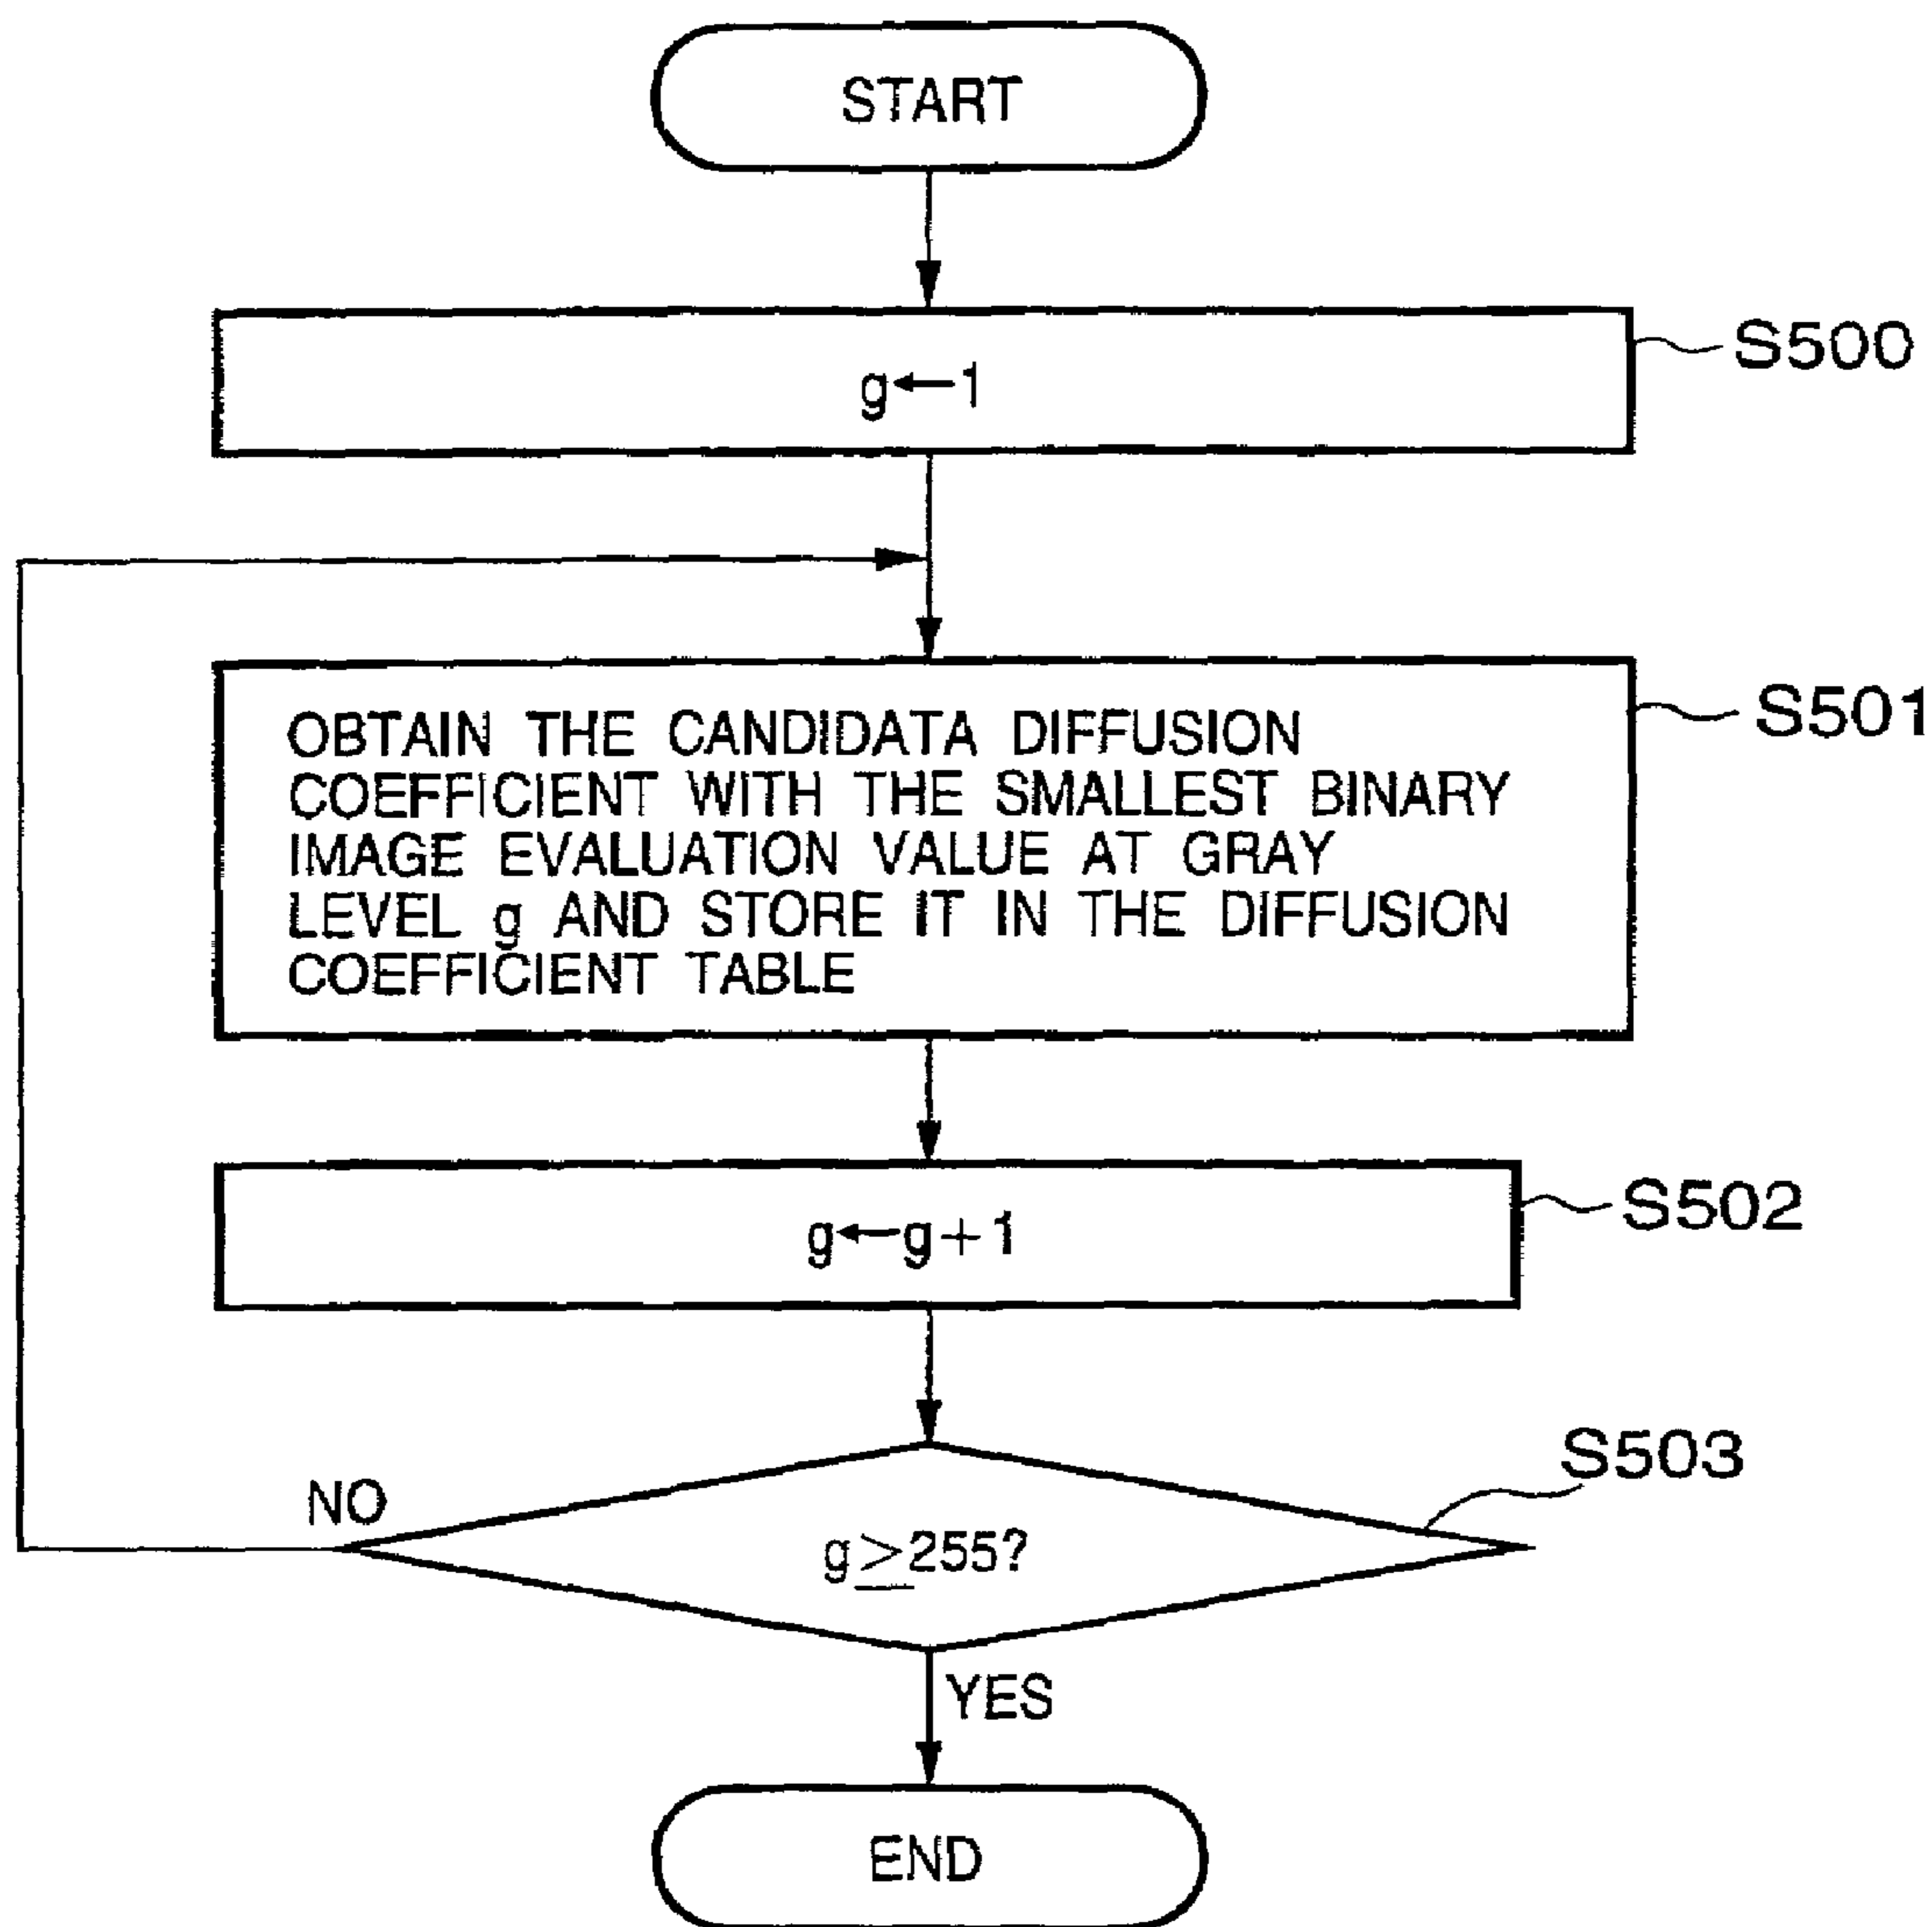 START
g←1
S500
OBTAIN THE CANDIDATA DIFFUSION
COEFFICIENT WITH THE SMALLEST BINARY
IMAGE EVALUATION VALUE AT GRAY
LEVEL g AND STORE IT IN THE DIFFUSION
COEFFICIENT TABLE
S501
g←g+1
S502
S503
NO
g≥255?
YES
END